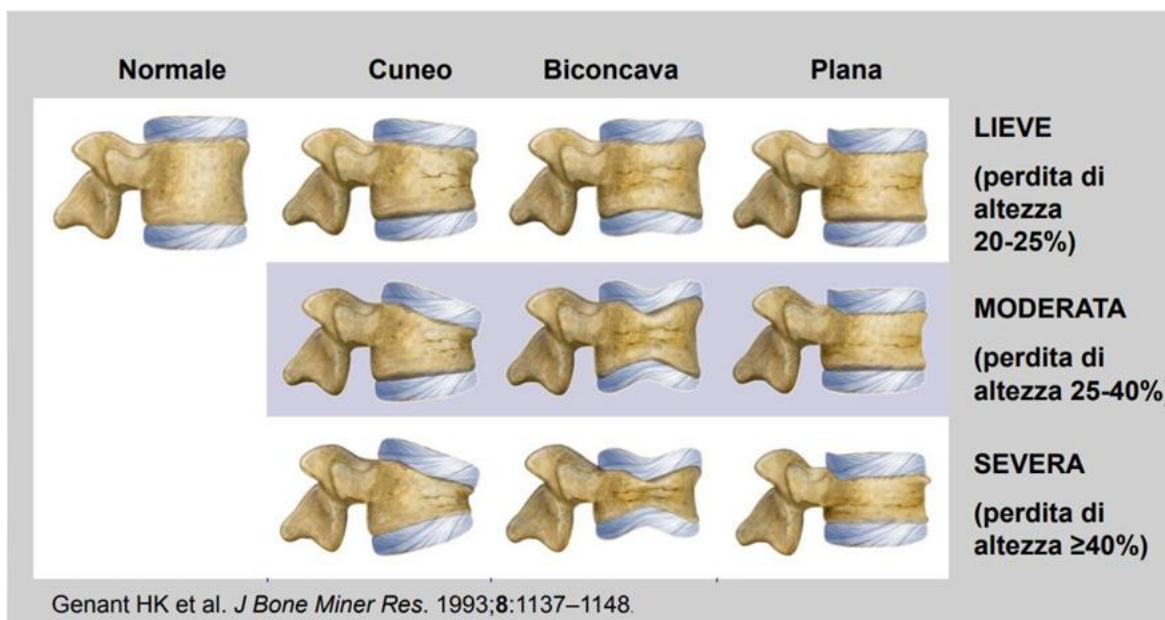 Normale Cuneo Biconcava Plana
LIEVE
(perdita di
altezza
20-25%)
MODERATA
(perdita di
altezza 25-40%
SEVERA
(perdita di
altezza ≥40%)
Genant HK et al. J Bone Miner Res. 1993;8:1137–1148.